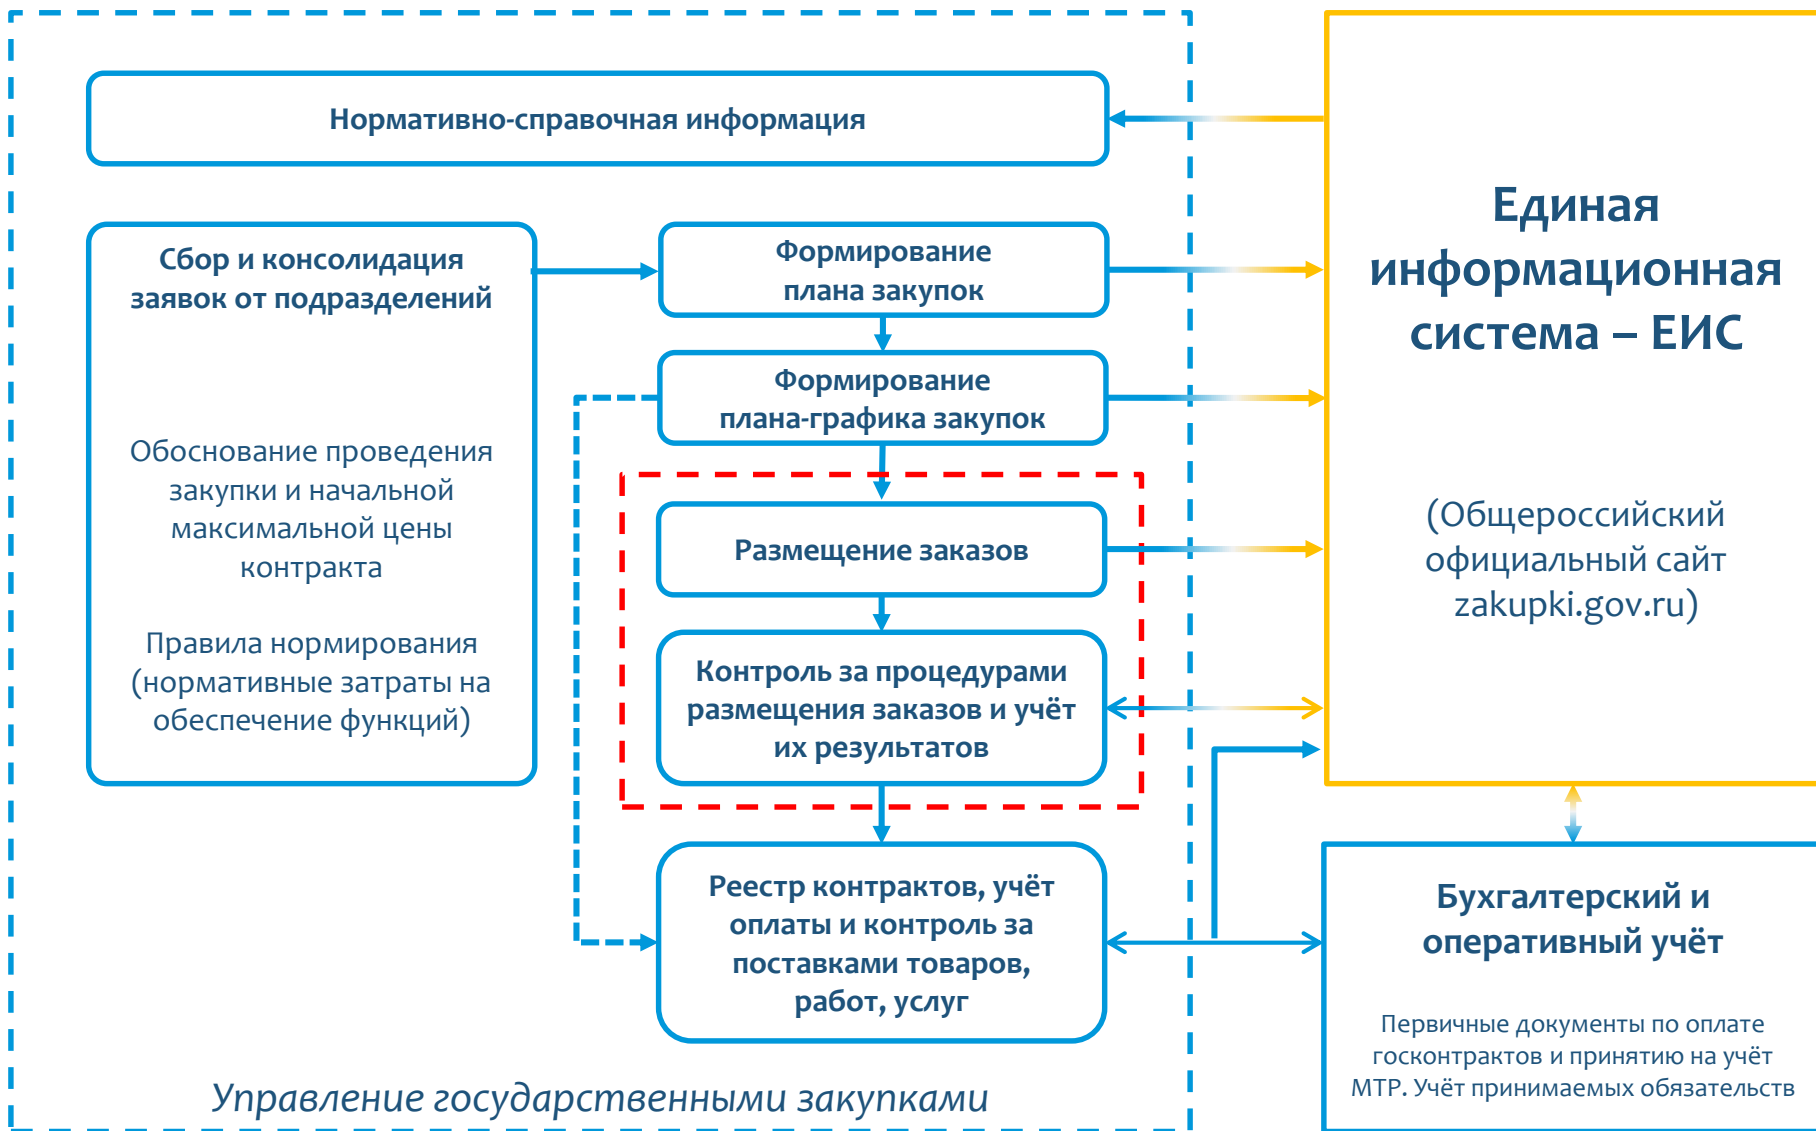 Нормативно-справочная информация
Сбор и консолидация
заявок от подразделений
Обоснование проведения
закупки и начальной
максимальной цены
контракта
Правила нормирования
(нормативные затраты на
обеспечение функций)
Формирование
плана закупок
Формирование
плана-графика закупок
Размещение заказов
Контроль за процедурами
размещения заказов и учёт
их результатов
Реестр контрактов, учёт
оплаты и контроль за
поставками товаров,
работ, услуг
Управление государственными закупками
Единая
информационная
система – ЕИС
(Общероссийский
официальный сайт
zakupki.gov.ru)
Бухгалтерский и
оперативный учёт
Первичные документы по оплате
госконтрактов и принятию на учёт
МТР. Учёт принимаемых обязательств